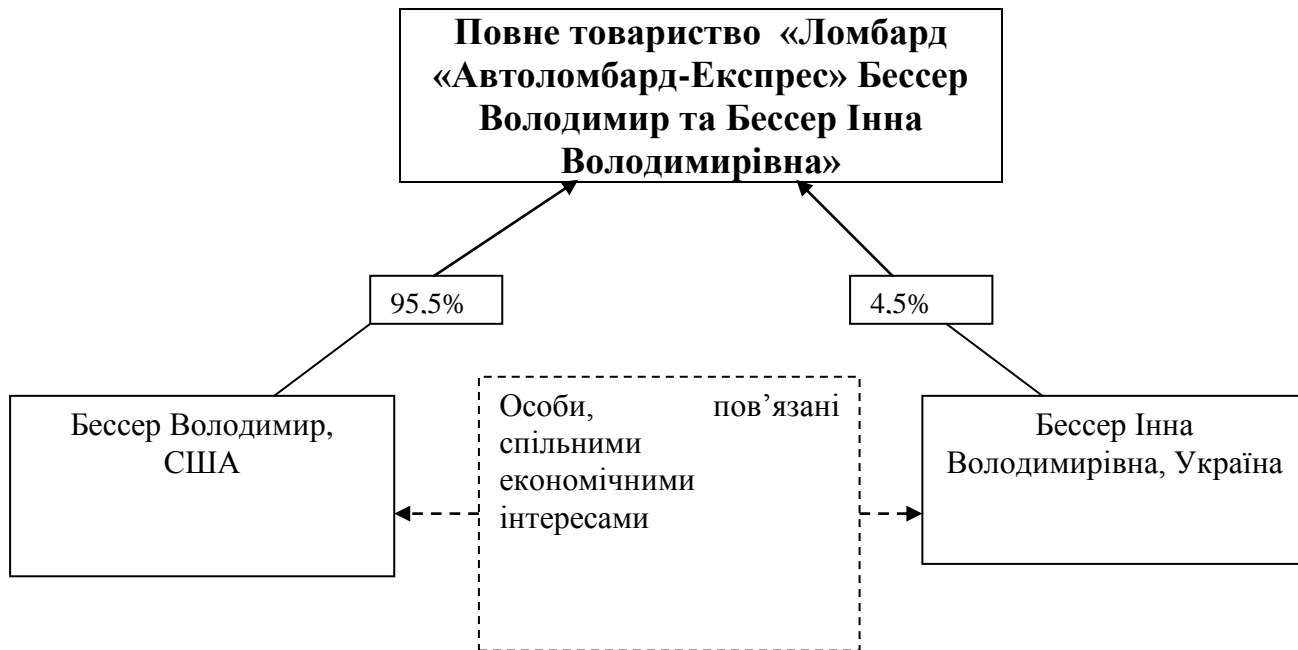 Повне товариство «Ломбард
«Автоломбард-Експрес» Бессер
Володимир та Бессер Інна
Володимирівна»
95,5%
4,5%
Бессер Володимир,
США
Особи, пов’язані
спільними
економічними
інтересами
Бессер Інна
Володимирівна, Україна